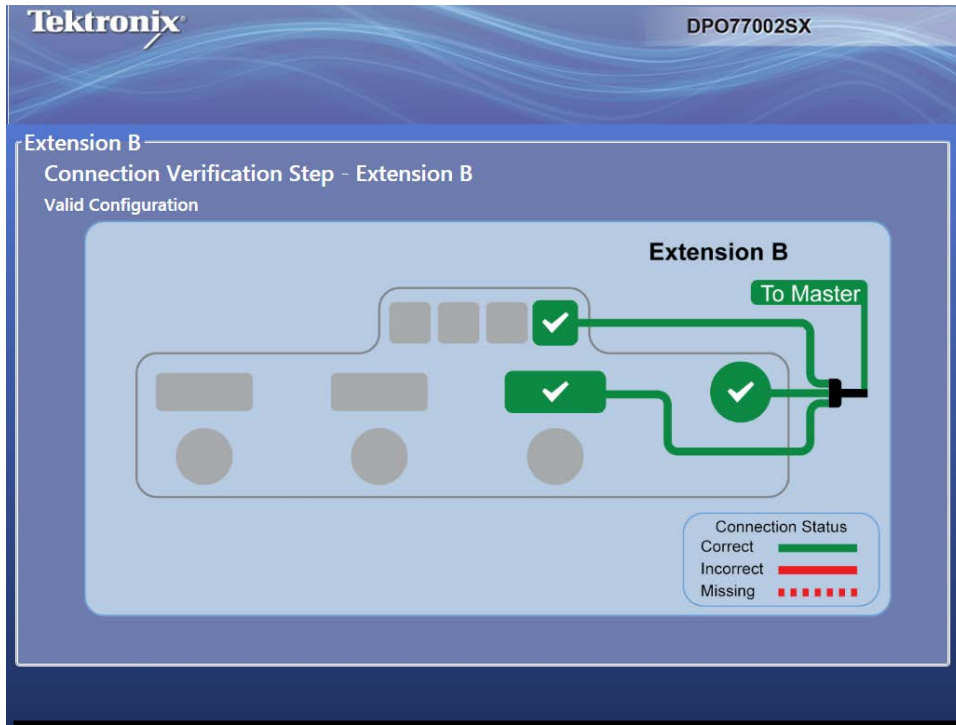 Tektronix
DPO77002SX
Extension B
Connection Verification Step - Extension B
Valid Configuration
Extension B
To Master
Connection Status
Correct
Incorrect
Missing